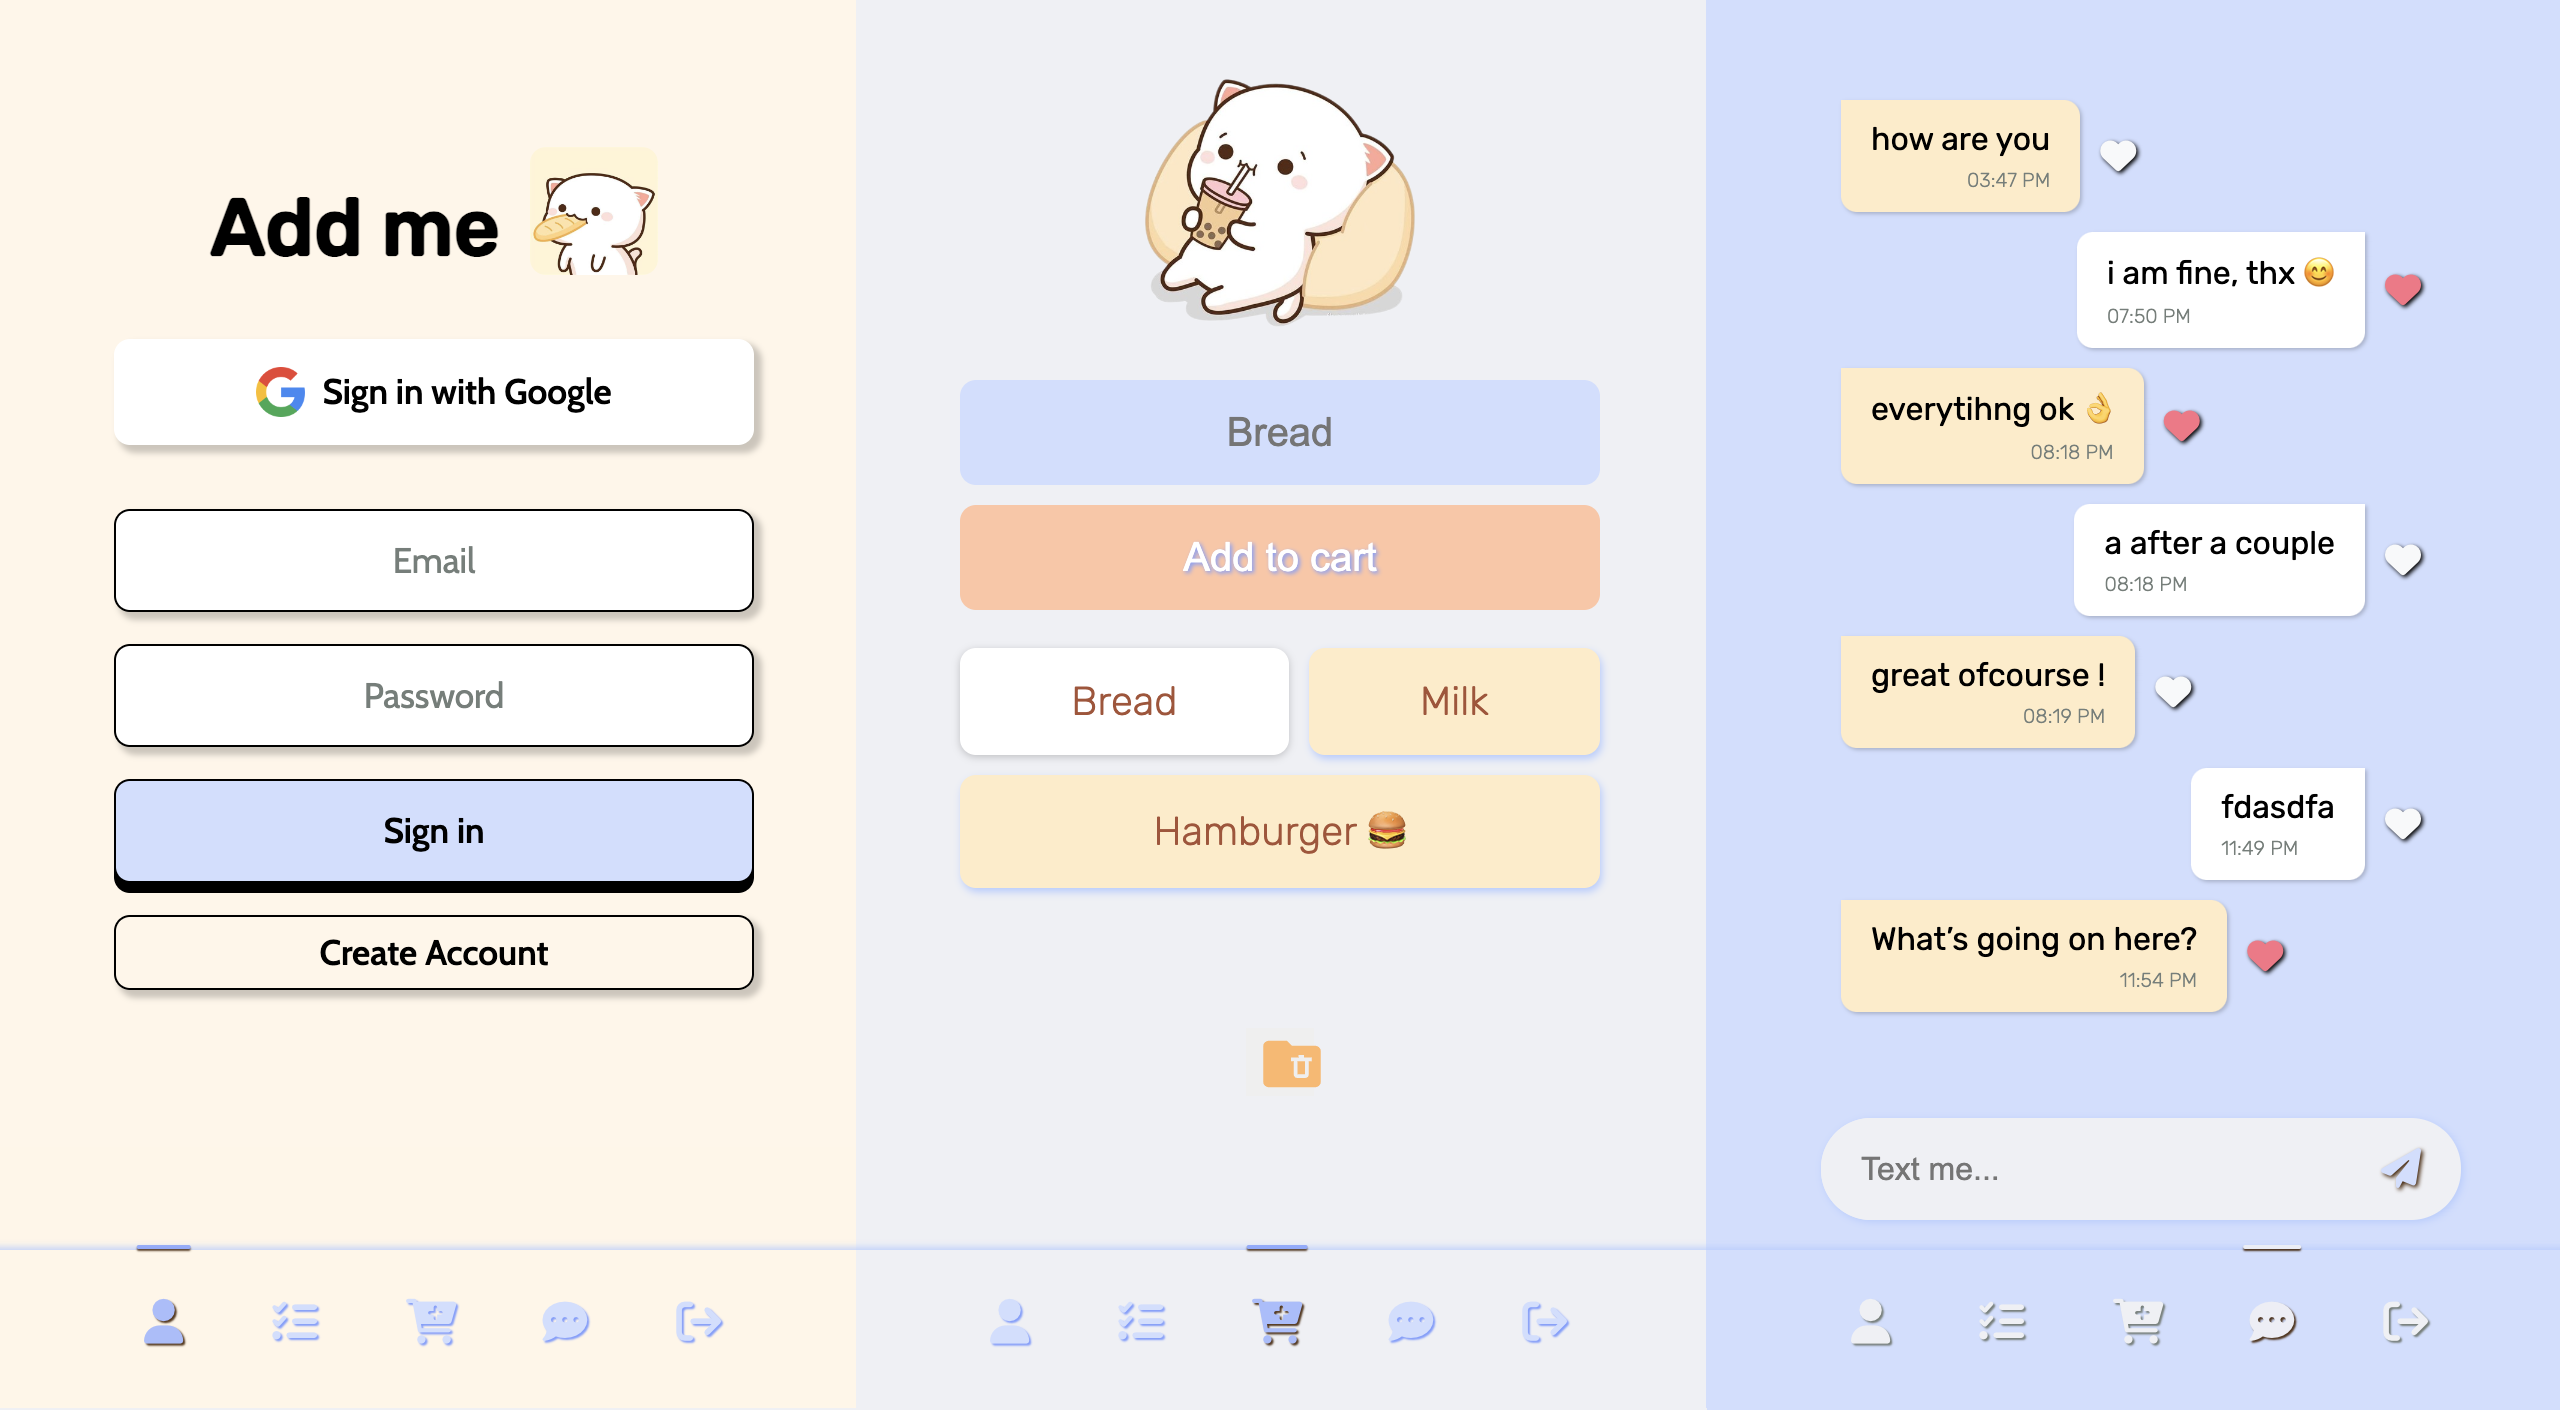 Add me
Sign in with Google
Email
Password
Sign in
Create Account
Bread
Add to cart
Bread
Milk
Hamburger 🍔
how are you
03:47 PM
i am fine, thx 😊
07:50 PM
everytihng ok 👌
08:18 PM
a after a couple
08:18 PM
great ofcourse !
08:19 PM
fdasdfa
11:49 PM
What’s going on here?
11:54 PM
Text me...